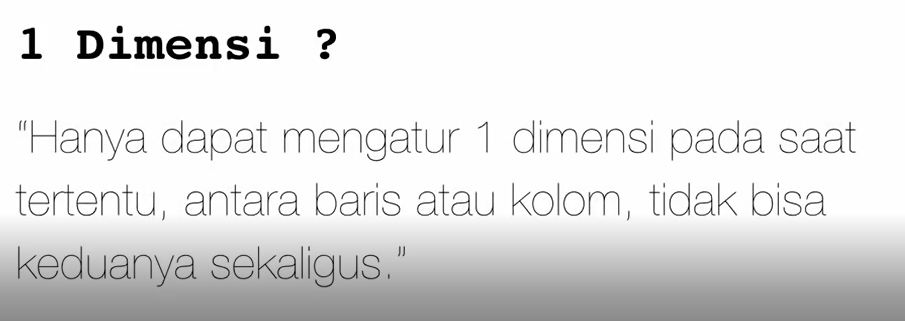 1 Dimensi ?
"Hanya dapat mengatur 1 dimensi pada saat
tertentu, antara baris atau kolom, tidak bisa
keduanya sekaligus."